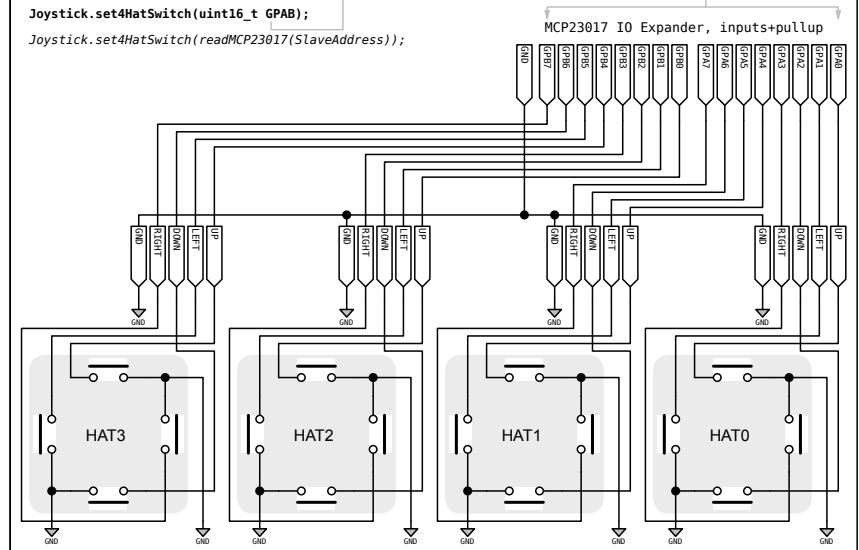 Joystick.set4HatSwitch(uint16_t GPAB);
Joystick.set4HatSwitch(readMCP23017(SlaveAddress));
MCP23017 IO Expander, inputs+pullup
GND GPB7 GPB6 GPB5 GPB4 GPB3 GPB2 GPB1 GPB0 GPA7 GPA6 GPA5 GPA4 GPA3 GPA2 GPA1 GPA0
GND RIGHT DOWN LEFT UP GND RIGHT DOWN LEFT UP GND RIGHT DOWN LEFT UP GND RIGHT DOWN LEFT UP
GND GND GND GND
HAT3 HAT2 HAT1 HAT0
GND GND GND GND GND GND GND GND